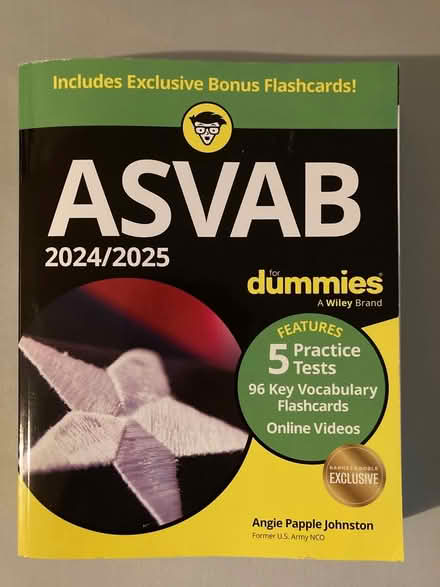 Includes Exclusive Bonus Flashcards!
ASVAB
2024/2025
for
dummies®
A Wiley Brand
FEATURES
5 Practice
Tests
96 Key Vocabulary
Flashcards
Online Videos
BARNES & NOBLE
EXCLUSIVE
Angie Papple Johnston
Former U.S. Army NCO